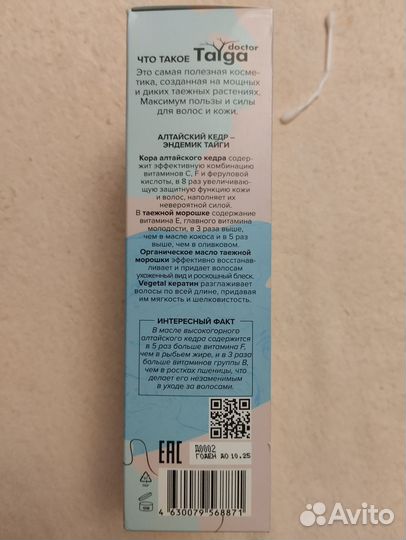 ЧТО ТАКОЕ Taiga doctor
Это самая полезная косме-
тика, созданная на мощных
и диких таежных растениях.
Максимум пользы и силы
для волос и кожи.
АЛТАЙСКИЙ КЕДР –
ЭНДЕМИК ТАЙГИ
Кора алтайского кедра содер-
жит эффективную комбинацию
витаминов C, F и феруловой
кислоты, в 8 раз увеличиваю-
щую защитную функцию кожи
и волос, наполняет их
невероятной силой.
В таежной морошке содержание
витамина Е, главного витамина
молодости, в 3 раза выше,
чем в масле кокоса и в 5 раз
выше, чем в оливковом.
Органическое масло таежной
морошки эффективно восстанав-
ливает и придает волосам
ухоженный вид и роскошный блеск.
Vegetal кератин разглаживает
волосы по всей длине, придавая
им мягкость и шелковистость.
ИНТЕРЕСНЫЙ ФАКТ
В масле высокогорного
алтайского кедра содержится
в 5 раз больше витамина F,
чем в рыбьем жире, и в 3 раза
больше витаминов группы В,
чем в ростках пшеницы, что
делает его незаменимым
в уходе за волосами.
EAC
Д0002
ГОДЕН ДО 10.25
4 630079 568871
Avito